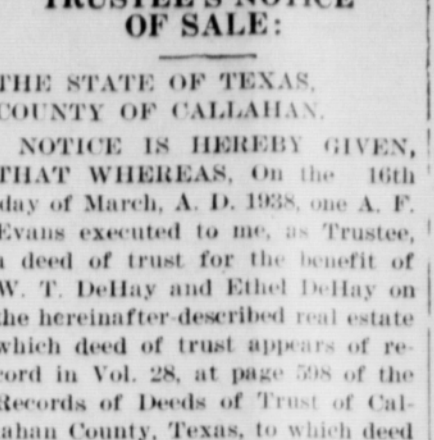 TRUSTEE'S NOTICE
OF SALE:
THE STATE OF TEXAS,
COUNTY OF CALLAHAN.
NOTICE IS HEREBY GIVEN,
THAT WHEREAS, On the 16th
day of March, A. D. 1938, one A. F.
Evans executed to me, as Trustee,
a deed of trust for the benefit of
W. T. DeHay and Ethel DeHay on
the hereinafter-described real estate
which deed of trust appears of re-
cord in Vol. 28, at page 598 of the
Records of Deeds of Trust of Cal-
lahan County, Texas, to which deed